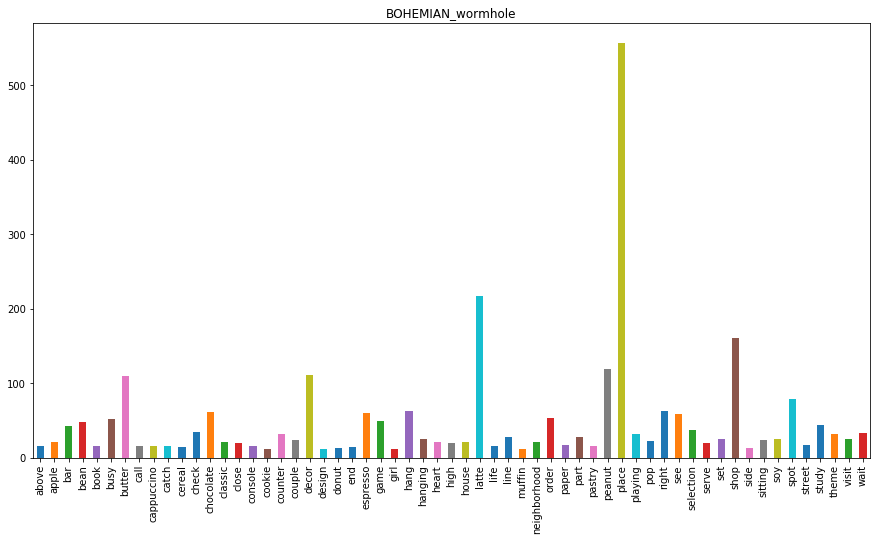 BOHEMIAN_wormhole
500
400
300
200
100
0
above
apple
bar
bean
book
busy
butter
call
cappuccino
catch
cereal
check
chocolate
classic
close
console
cookie
counter
couple
decor
design
donut
end
espresso
game
girl
hang
hanging
heart
high
house
latte
life
line
muffin
neighborhood
order
paper
part
pastry
peanut
place
playing
pop
right
see
selection
serve
set
shop
side
sitting
soy
spot
street
study
theme
visit
wait